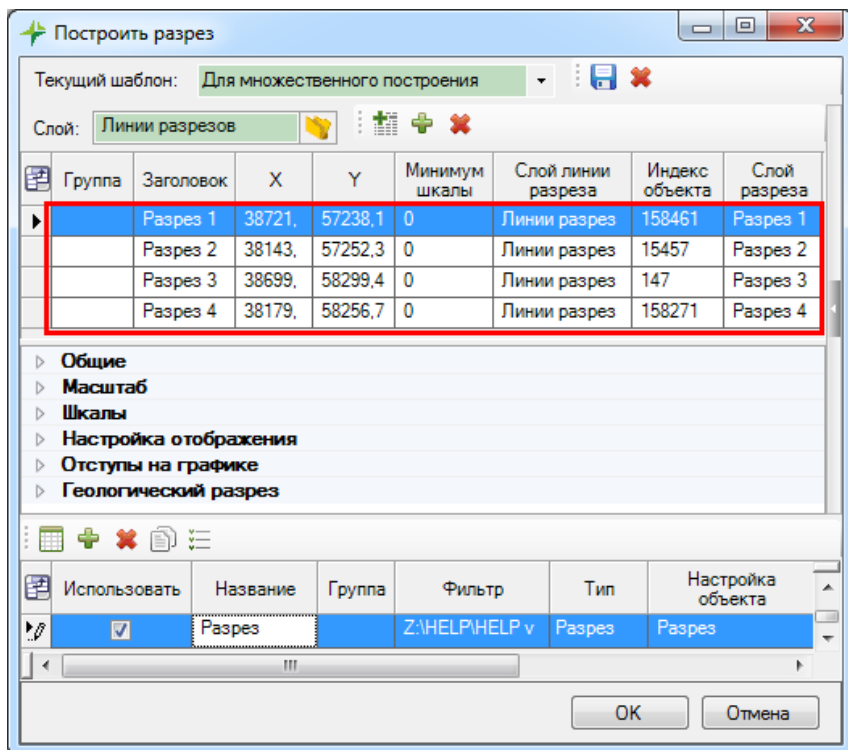 Построить разрез
Текущий шаблон: Для множественного построения
Слой: Линии разрезов
Группа Заголовок X Y Минимум шкалы Слой линии разреза Индекс объекта Слой разреза
Разрез 1 38721, 57238,1 0 Линии разрез 158461 Разрез 1
Разрез 2 38143, 57252,3 0 Линии разрез 15457 Разрез 2
Разрез 3 38699, 58299,4 0 Линии разрез 147 Разрез 3
Разрез 4 38179, 58256,7 0 Линии разрез 158271 Разрез 4
Общие
Масштаб
Шкалы
Настройка отображения
Отступы на графике
Геологический разрез
Использовать Название Группа Фильтр Тип Настройка объекта
Разрез Z:\HELP\HELP v Разрез Разрез
OK Отмена